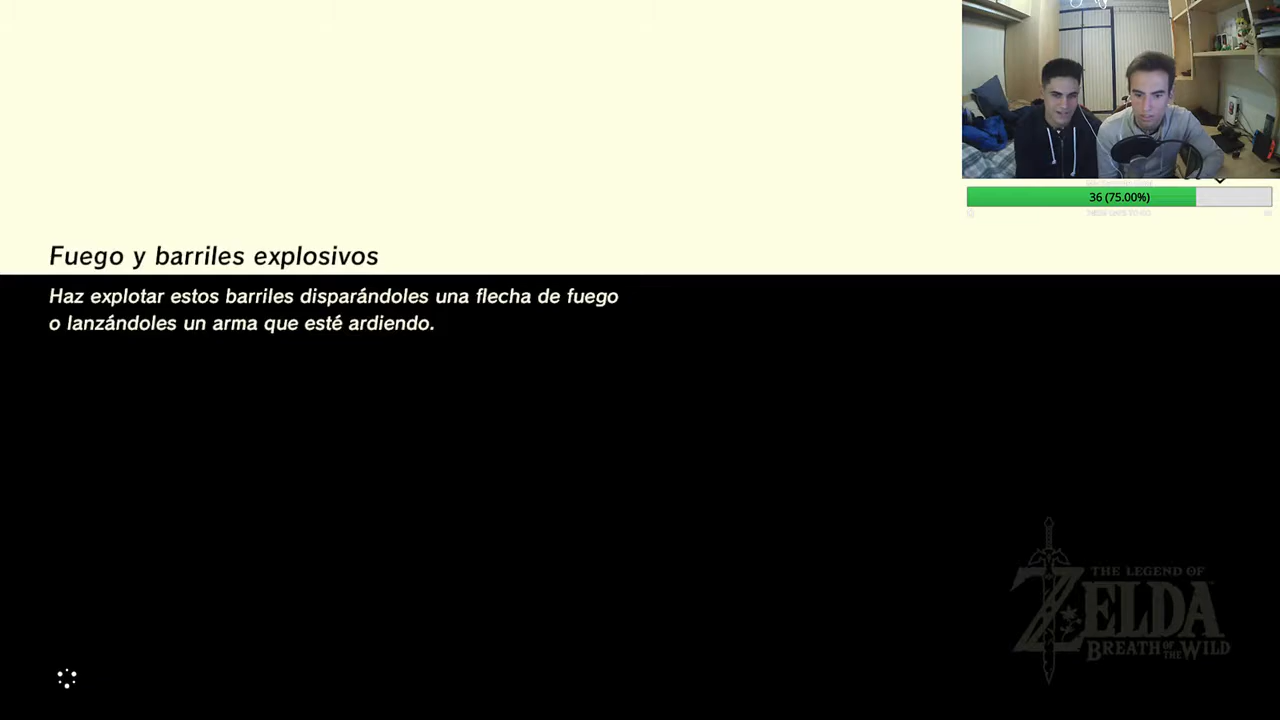 36 (75.00%)
Fuego y barriles explosivos
Haz explotar estos barriles disparándoles una flecha de fuego
o lanzándoles un arma que esté ardiendo.
THE LEGEND OF
ZELDA
BREATH OF THE WILD